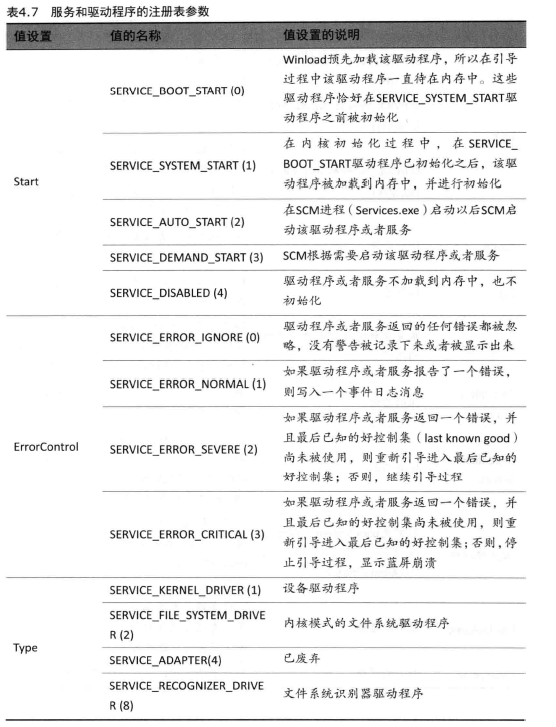 表4.7 服务和驱动程序的注册表参数
值设置 值的名称 值设置的说明
Start
SERVICE_BOOT_START (0)
Winload预先加载该驱动程序，所以在引导
过程中该驱动程序一直待在内存中。这些
驱动程序恰好在SERVICE_SYSTEM_START驱
动程序之前被初始化
SERVICE_SYSTEM_START (1)
在内核初始化过程中，在 SERVICE_
BOOT_START驱动程序已初始化之后，该驱
动程序被加载到内存中，并进行初始化
SERVICE_AUTO_START (2)
在SCM进程（Services.exe）启动以后SCM启
动该驱动程序或者服务
SERVICE_DEMAND_START (3)
SCM根据需要启动该驱动程序或者服务
SERVICE_DISABLED (4)
驱动程序或者服务不加载到内存中，也不
初始化
ErrorControl
SERVICE_ERROR_IGNORE (0)
驱动程序或者服务返回的任何错误都被忽
略，没有警告被记录下来或者被显示出来
SERVICE_ERROR_NORMAL (1)
如果驱动程序或者服务报告了一个错误，
则写入一个事件日志消息
SERVICE_ERROR_SEVERE (2)
如果驱动程序或者服务返回一个错误，并
且最后已知的好控制集（last known good）
尚未被使用，则重新引导进入最后已知的
好控制集；否则，继续引导过程
SERVICE_ERROR_CRITICAL (3)
如果驱动程序或者服务返回一个错误，并
且最后已知的好控制集尚未被使用，则重
新引导进入最后已知的好控制集；否则，停
止引导过程，显示蓝屏崩溃
Type
SERVICE_KERNEL_DRIVER (1)
设备驱动程序
SERVICE_FILE_SYSTEM_DRIVE
R (2)
内核模式的文件系统驱动程序
SERVICE_ADAPTER(4)
已废弃
SERVICE_RECOGNIZER_DRIVE
R (8)
文件系统识别器驱动程序